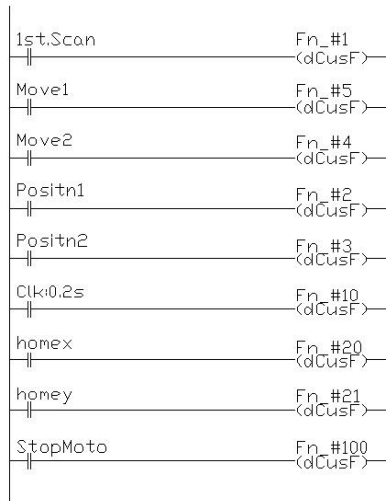 1st.Scan Fn_#1
(dCusF)
Move1 Fn_#5
(dCusF)
Move2 Fn_#4
(dCusF)
Positn1 Fn_#2
(dCusF)
Positn2 Fn_#3
(dCusF)
Clk:0.2s Fn_#10
(dCusF)
homex Fn_#20
(dCusF)
homey Fn_#21
(dCusF)
StopMoto Fn_#100
(dCusF)